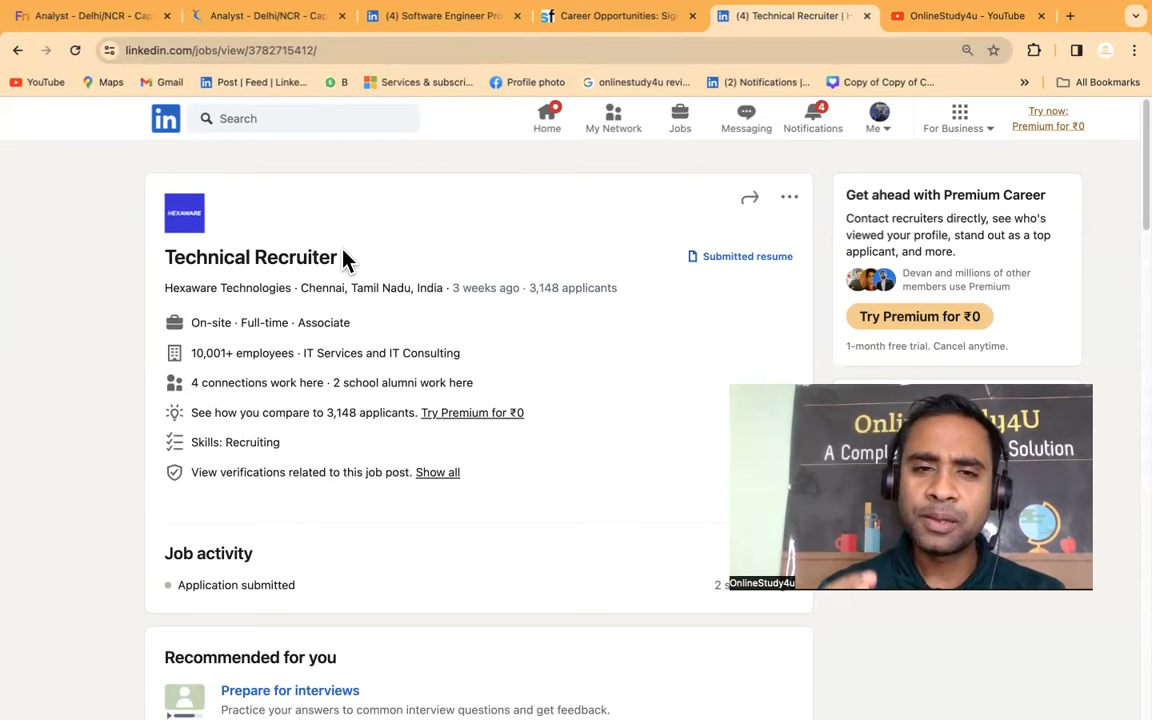 Analyst - Delhi/NCR - Cap
Analyst - Delhi/NCR - Cap
(4) Software Engineer Pro
Career Opportunities: Sig
(4) Technical Recruiter | H
OnlineStudy4u - YouTube
linkedin.com/jobs/view/3782715412/
YouTube
Maps
Gmail
Post | Feed | Linke...
B
Services & subscri...
Profile photo
onlinestudy4u revi...
(2) Notifications |...
Copy of Copy of C...
»
All Bookmarks
in
Search
Home
My Network
Jobs
Messaging
4
Notifications
Me
For Business
Try now:
Premium for ₹0
HEXAWARE
Technical Recruiter
Submitted resume
Hexaware Technologies · Chennai, Tamil Nadu, India · 3 weeks ago · 3,148 applicants
On-site · Full-time · Associate
10,001+ employees · IT Services and IT Consulting
4 connections work here · 2 school alumni work here
See how you compare to 3,148 applicants. Try Premium for ₹0
Skills: Recruiting
View verifications related to this job post. Show all
Job activity
Application submitted
2 s
Recommended for you
Prepare for interviews
Practice your answers to common interview questions and get feedback.
Get ahead with Premium Career
Contact recruiters directly, see who's
viewed your profile, stand out as a top
applicant, and more.
Devan and millions of other
members use Premium
Try Premium for ₹0
1-month free trial. Cancel anytime.
A Comple
Solution
OnlineStudy4u